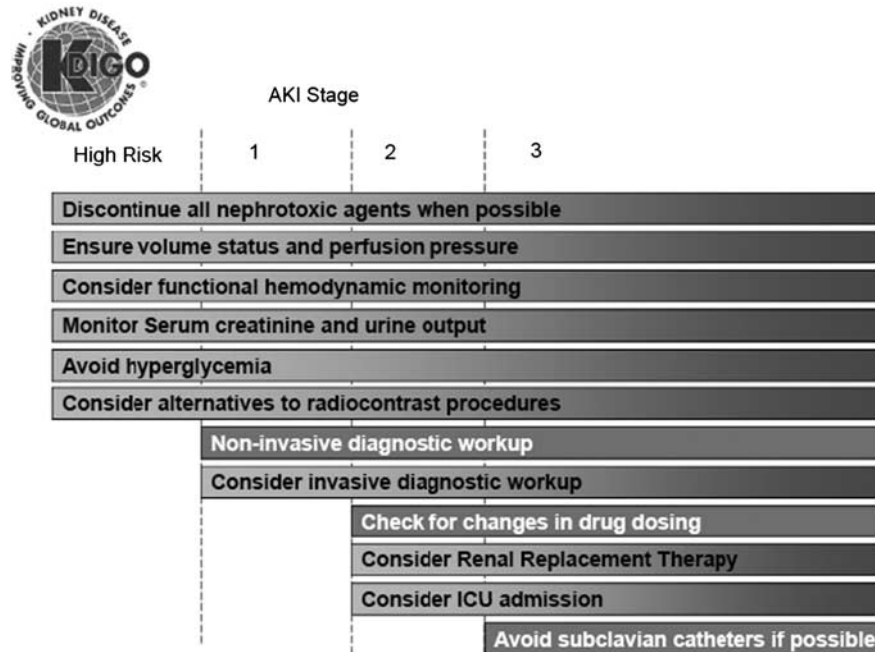 KIDNEY DISEASE
KDIGO
IMPROVING GLOBAL OUTCOMES
®
AKI Stage
High Risk 1 2 3
Discontinue all nephrotoxic agents when possible
Ensure volume status and perfusion pressure
Consider functional hemodynamic monitoring
Monitor Serum creatinine and urine output
Avoid hyperglycemia
Consider alternatives to radiocontrast procedures
Non-invasive diagnostic workup
Consider invasive diagnostic workup
Check for changes in drug dosing
Consider Renal Replacement Therapy
Consider ICU admission
Avoid subclavian catheters if possible